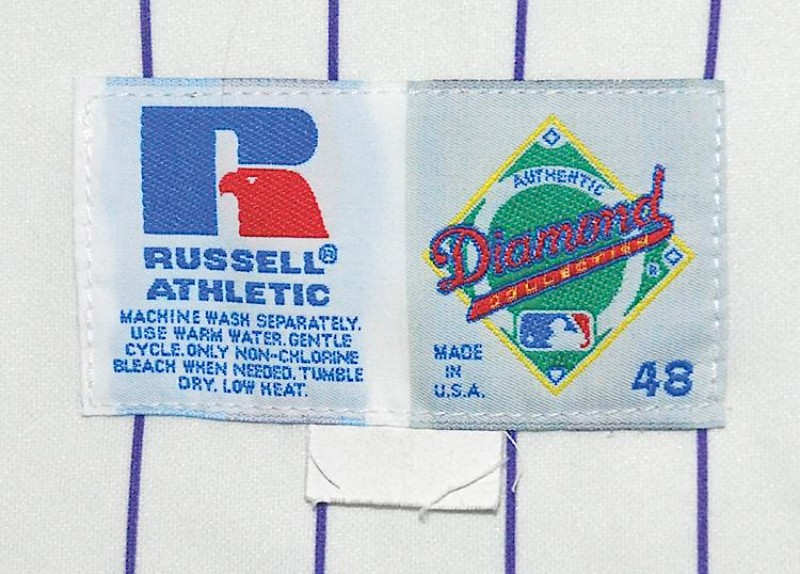 RUSSELL®
ATHLETIC
MACHINE WASH SEPARATELY.
USE WARM WATER. GENTLE
CYCLE. ONLY NON-CHLORINE
BLEACH WHEN NEEDED. TUMBLE
DRY. LOW HEAT.
AUTHENTIC
Diamond
COLLECTION
®
MADE
IN
U.S.A.
48